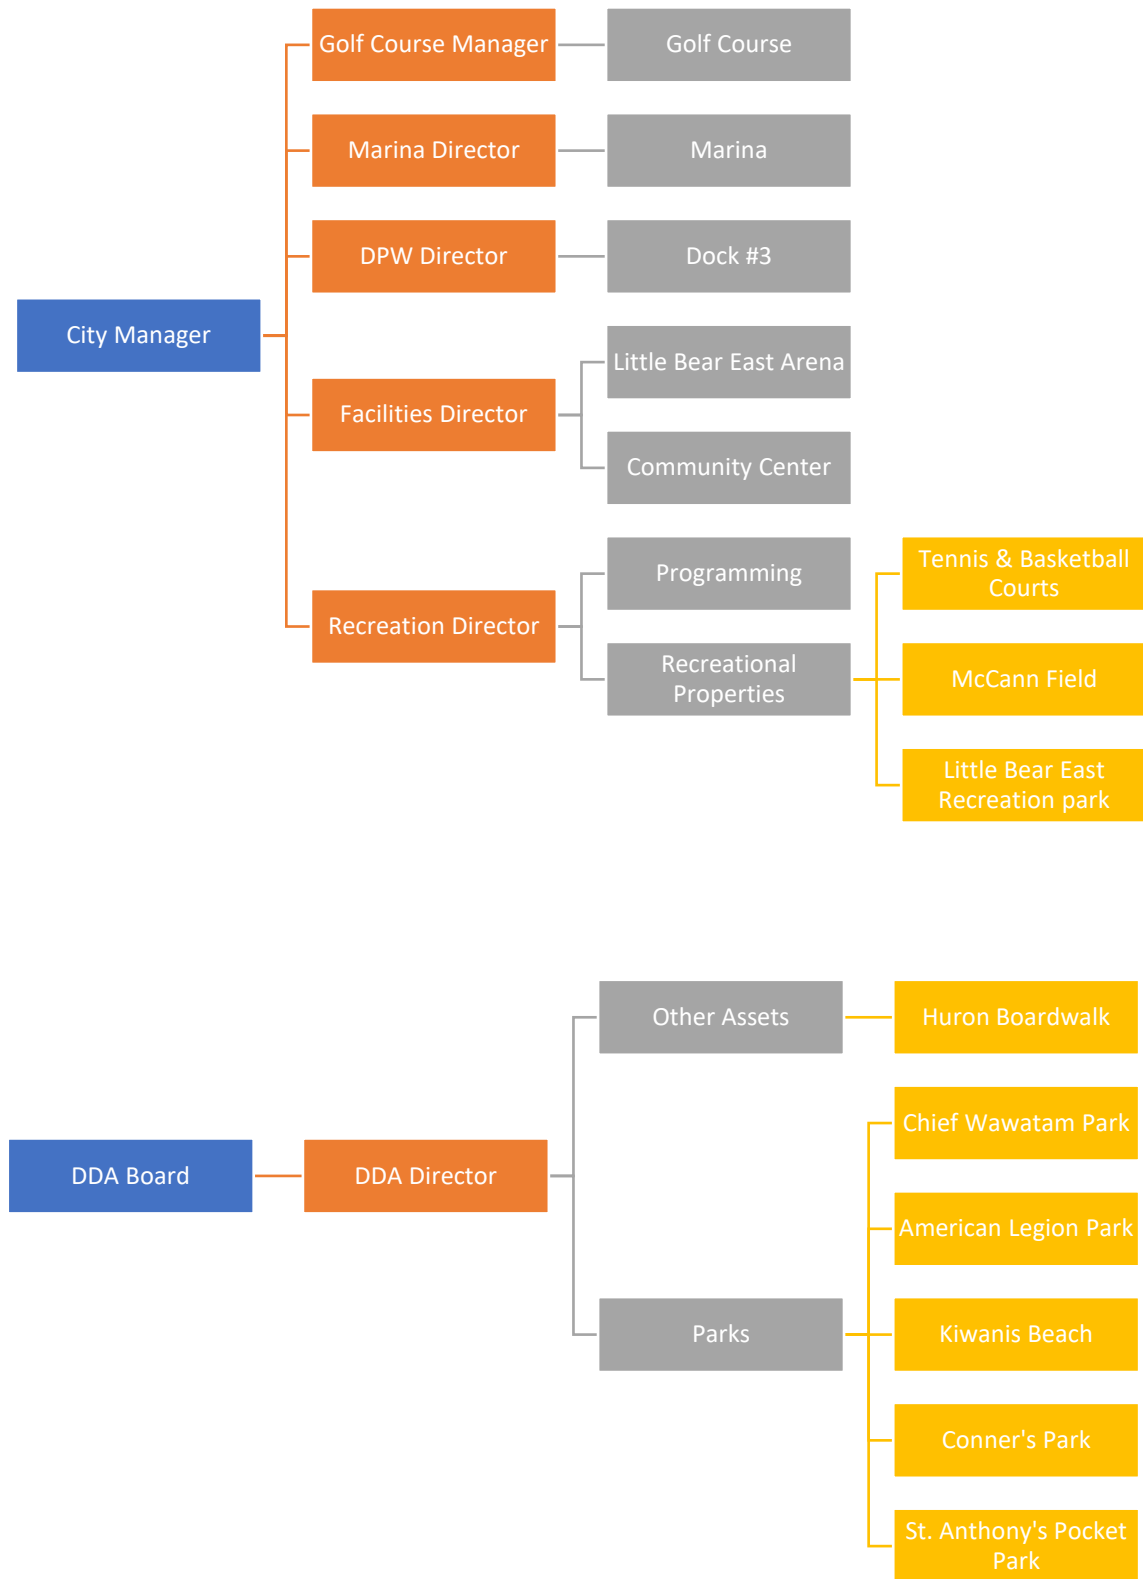 Golf Course Manager
Golf Course
Marina Director
Marina
DPW Director
Dock #3
City Manager
Little Bear East Arena
Facilities Director
Community Center
Programming
Tennis & Basketball
Courts
Recreation Director
Recreational
Properties
McCann Field
Little Bear East
Recreation park
Other Assets
Huron Boardwalk
Chief Wawatam Park
DDA Board
DDA Director
American Legion Park
Parks
Kiwanis Beach
Conner's Park
St. Anthony's Pocket
Park